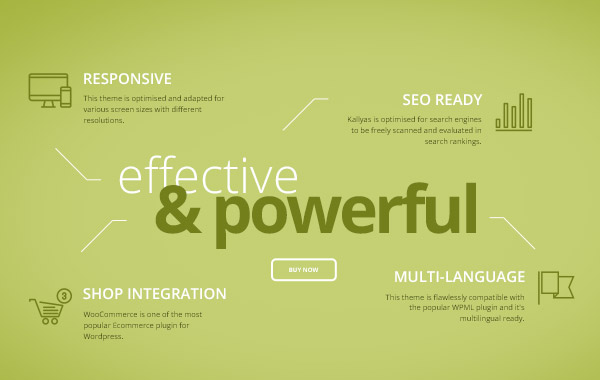 RESPONSIVE
This theme is optimised and adapted for
various screen sizes with different
resolutions.
SEO READY
Kallyas is optimised for search engines
to be freely scanned and evaluated in
search rankings.
effective
& powerful
BUY NOW
3
SHOP INTEGRATION
WooCommerce is one of the most
popular Ecommerce plugin for
Wordpress.
MULTI-LANGUAGE
This theme is flawlessly compatible with
the popular WPML plugin and it's
multilingual ready.